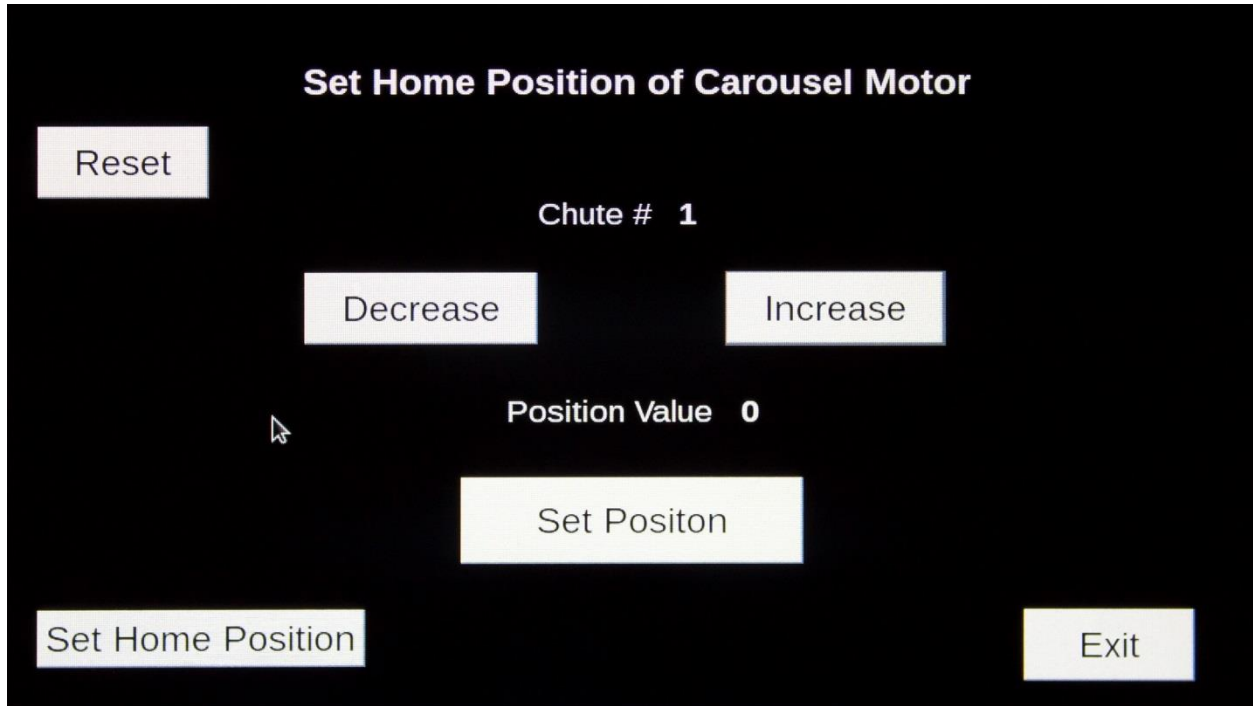 Set Home Position of Carousel Motor
Reset
Chute # 1
Decrease Increase
Position Value 0
Set Positon
Set Home Position Exit